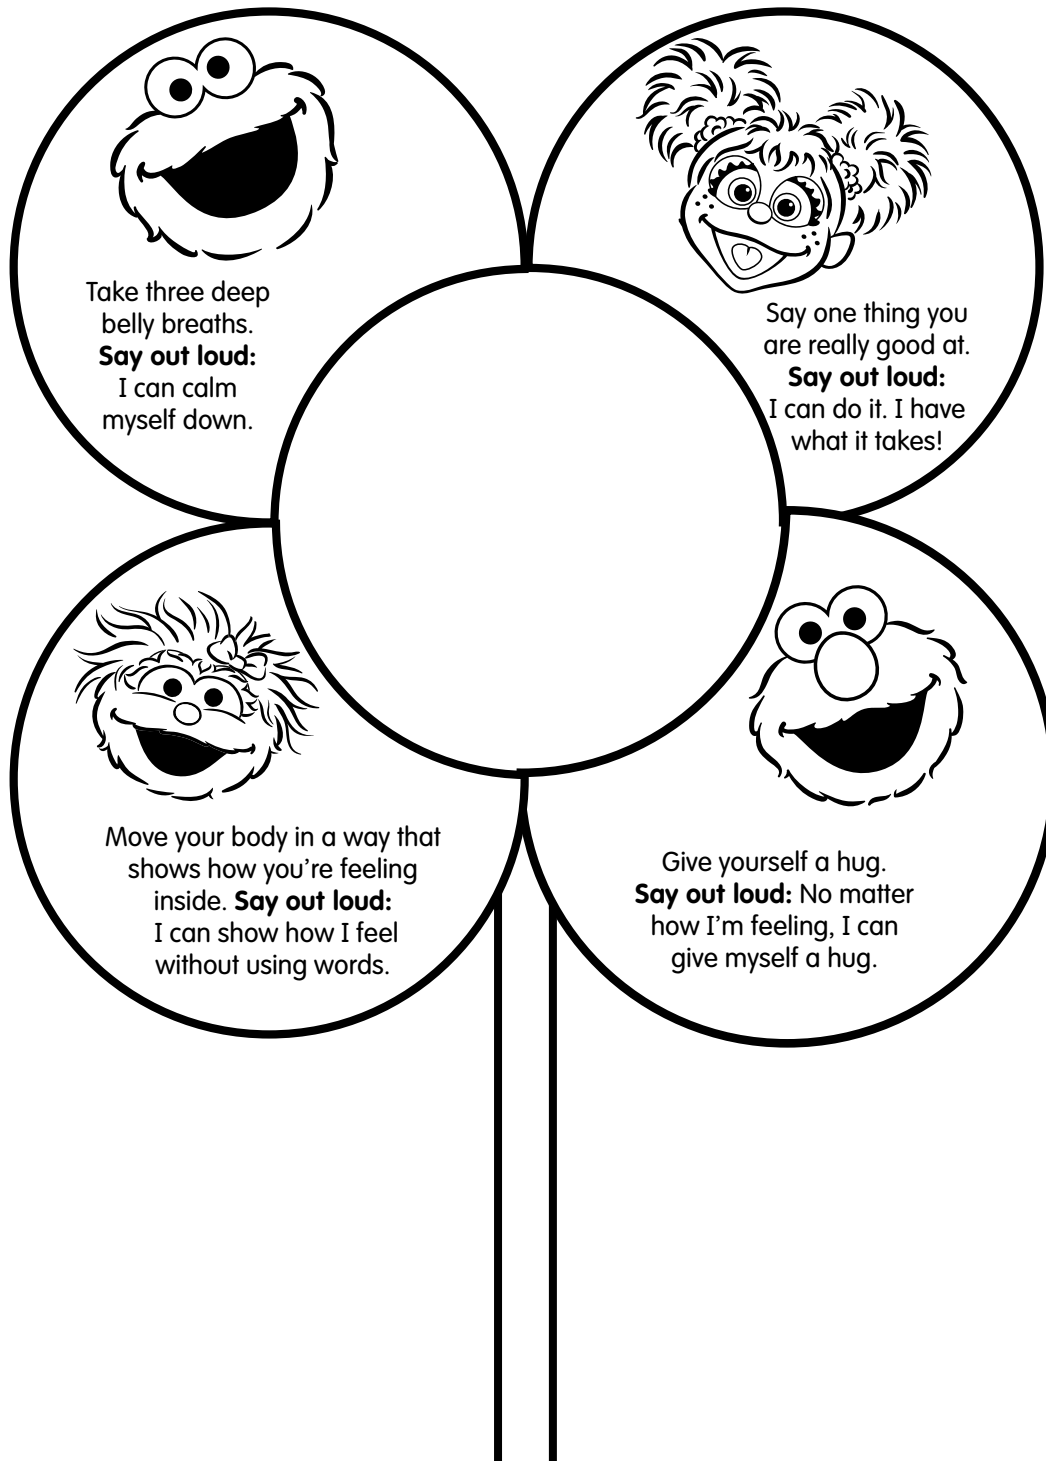 Take three deep
belly breaths.
Say out loud:
I can calm
myself down.
Say one thing you
are really good at.
Say out loud:
I can do it. I have
what it takes!
Move your body in a way that
shows how you’re feeling
inside. Say out loud:
I can show how I feel
without using words.
Give yourself a hug.
Say out loud: No matter
how I’m feeling, I can
give myself a hug.